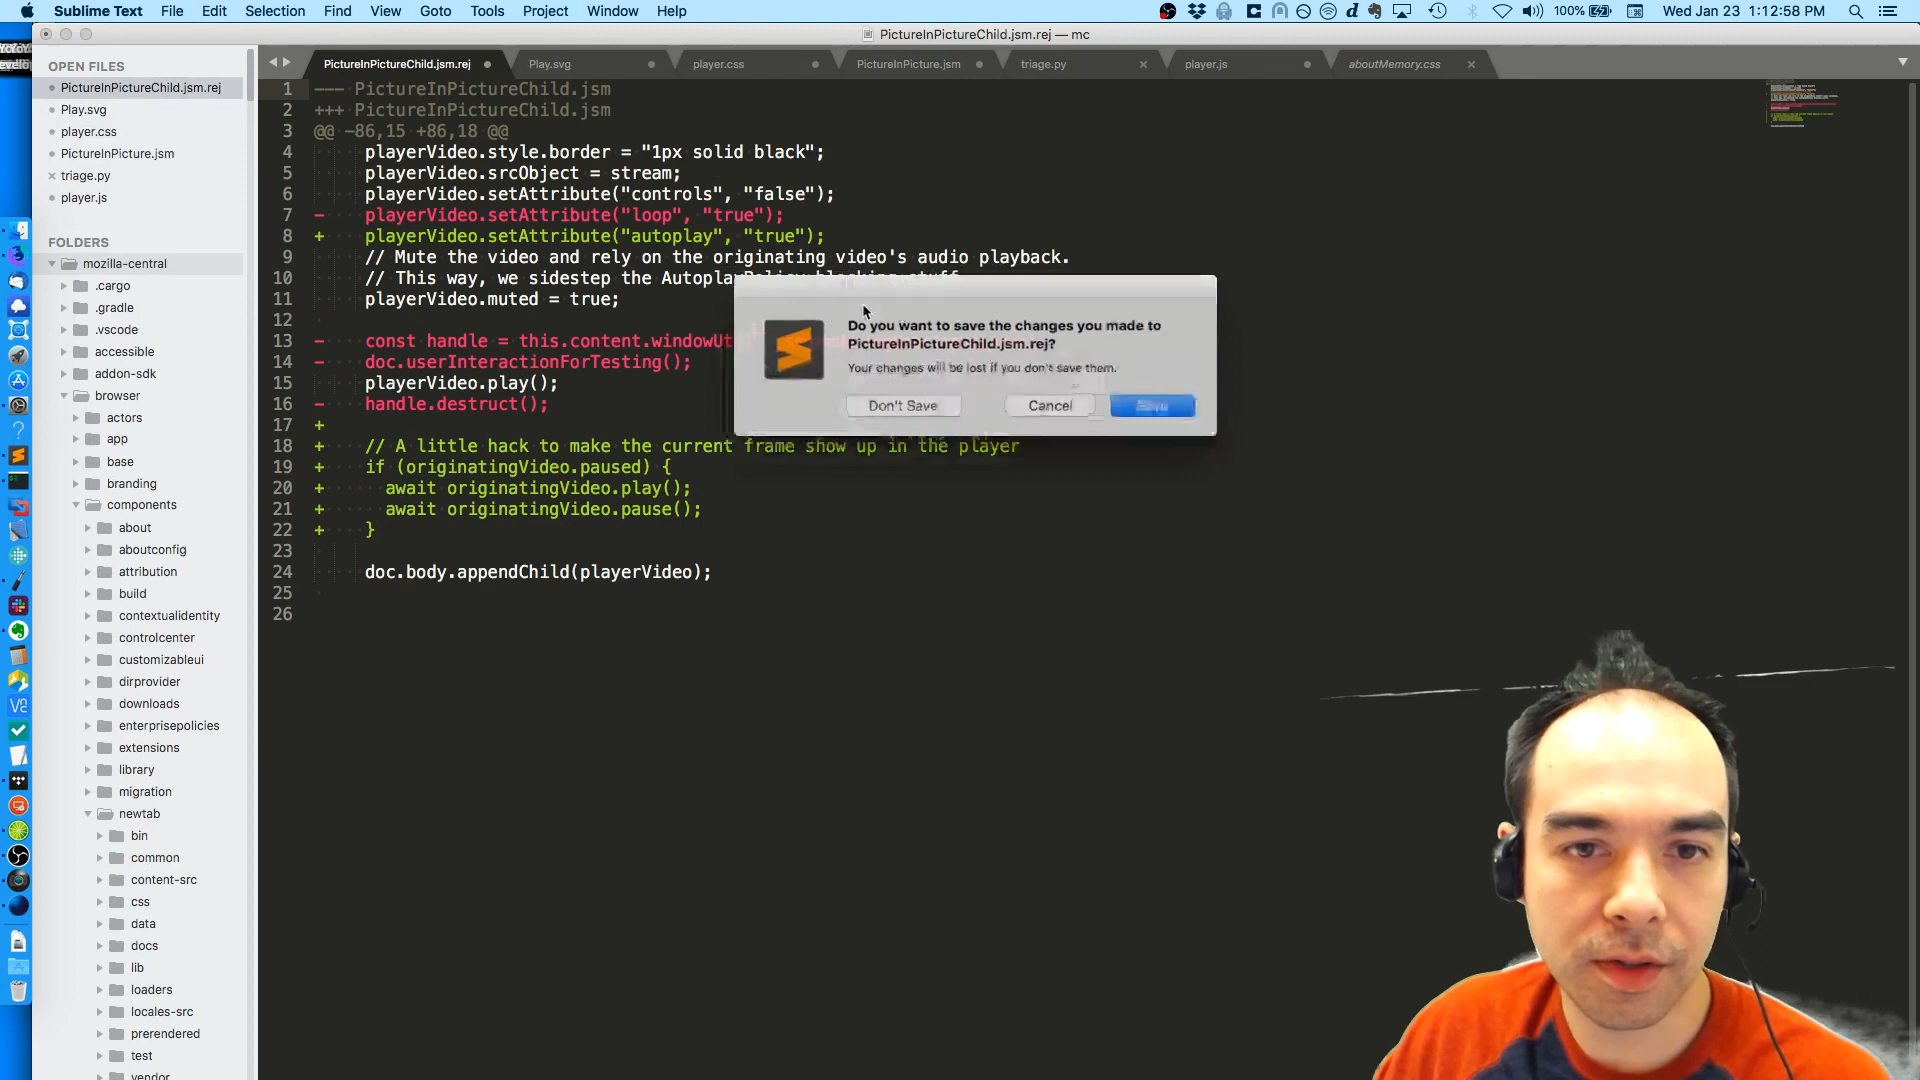 Sublime Text File Edit Selection Find View Goto Tools Project Window Help
100% Wed Jan 23 1:12:58 PM
PictureInPictureChild.jsm.rej — mc
OPEN FILES
PictureInPictureChild.jsm.rej
Play.svg
player.css
PictureInPicture.jsm
triage.py
player.js
FOLDERS
mozilla-central
.cargo
.gradle
.vscode
accessible
addon-sdk
browser
actors
app
base
branding
components
about
aboutconfig
attribution
build
contextualidentity
controlcenter
customizableui
dirprovider
downloads
enterprisepolicies
extensions
library
migration
newtab
bin
common
content-src
css
data
docs
lib
loaders
locales-src
prerendered
test
vendor
PictureInPictureChild.jsm.rej Play.svg player.css PictureInPicture.jsm triage.py player.js aboutMemory.css
1 --- PictureInPictureChild.jsm
2 +++ PictureInPictureChild.jsm
3 @@ -86,15 +86,18 @@
4 playerVideo.style.border = "1px solid black";
5 playerVideo.srcObject = stream;
6 playerVideo.setAttribute("controls", "false");
7 - playerVideo.setAttribute("loop", "true");
8 + playerVideo.setAttribute("autoplay", "true");
9 // Mute the video and rely on the originating video's audio playback.
10 // This way, we sidestep the
11 playerVideo.muted = true;
12
13 - const handle =
14 - doc.userInteractionForTesting();
15 playerVideo.play();
16 - handle.destruct();
17 +
18 + // A little hack to make the current frame show up in the player
19 + if (originatingVideo.paused) {
20 + await originatingVideo.play();
21 + await originatingVideo.pause();
22 + }
23
24 doc.body.appendChild(playerVideo);
25
26
Do you want to save the changes you made to
PictureInPictureChild.jsm.rej?
Your changes will be lost if you don't save them.
Don't Save Cancel